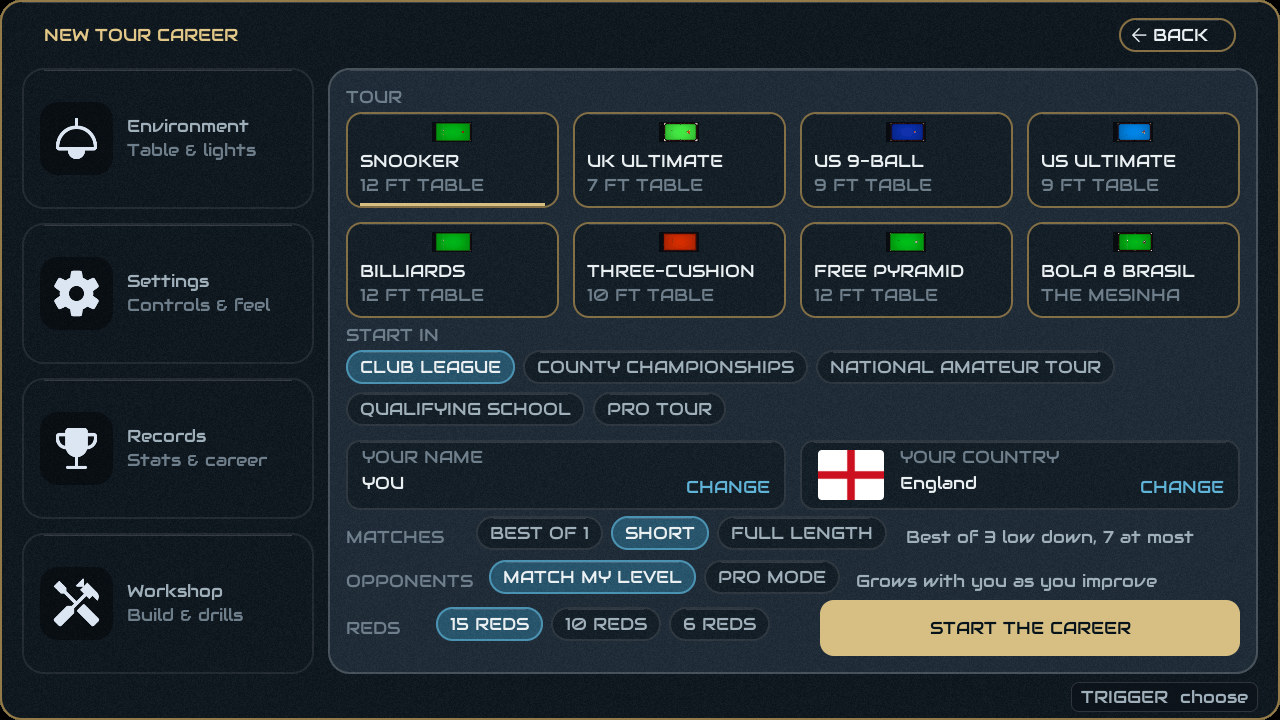 NEW TOUR CAREER
← BACK
Environment
Table & lights
Settings
Controls & feel
Records
Stats & career
Workshop
Build & drills
TOUR
SNOOKER
12 FT TABLE
UK ULTIMATE
7 FT TABLE
US 9-BALL
9 FT TABLE
US ULTIMATE
9 FT TABLE
BILLIARDS
12 FT TABLE
THREE-CUSHION
10 FT TABLE
FREE PYRAMID
12 FT TABLE
BOLA 8 BRASIL
THE MESINHA
START IN
CLUB LEAGUE COUNTY CHAMPIONSHIPS NATIONAL AMATEUR TOUR
QUALIFYING SCHOOL PRO TOUR
YOUR NAME
YOU
CHANGE
YOUR COUNTRY
England
CHANGE
MATCHES BEST OF 1 SHORT FULL LENGTH Best of 3 low down, 7 at most
OPPONENTS MATCH MY LEVEL PRO MODE Grows with you as you improve
REDS 15 REDS 10 REDS 6 REDS
START THE CAREER
TRIGGER choose